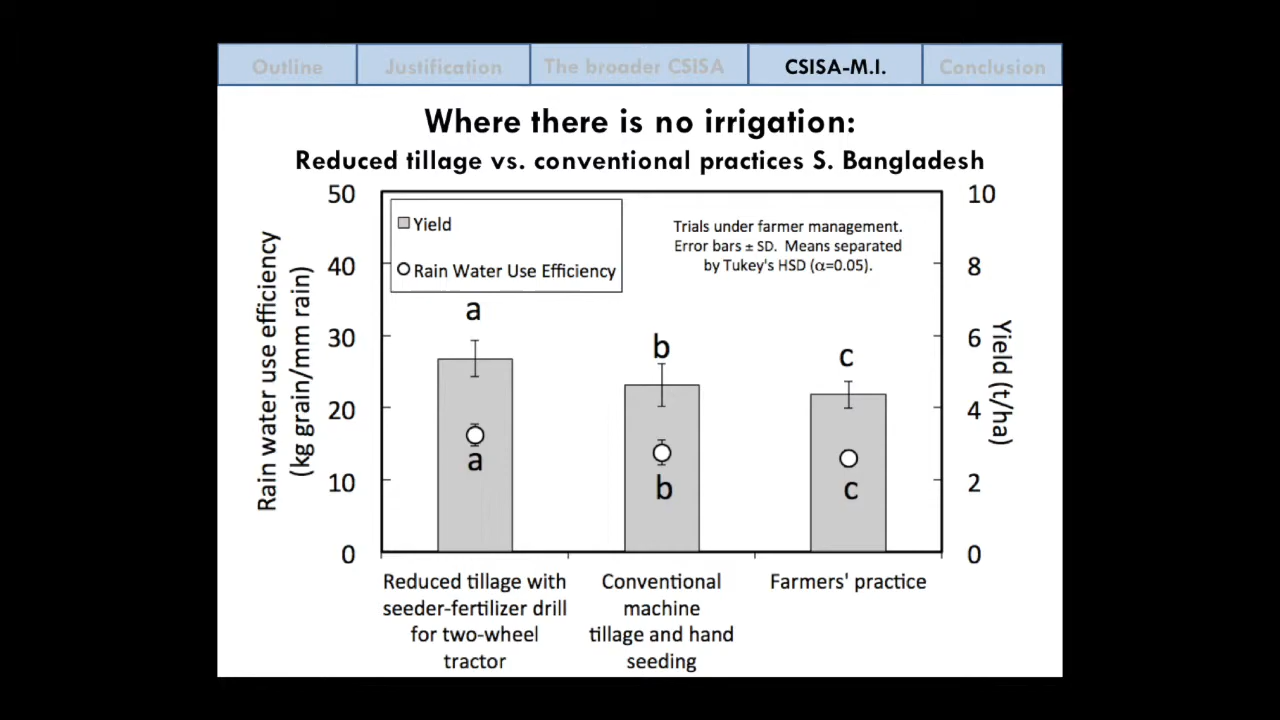 Outline Justification The broader CSISA CSISA-M.I. Conclusion
Where there is no irrigation:
Reduced tillage vs. conventional practices S. Bangladesh
Rain water use efficiency
(kg grain/mm rain)
50
40
30
20
10
0
Yield
Rain Water Use Efficiency
Trials under farmer management.
Error bars ± SD. Means separated
by Tukey's HSD (α=0.05).
a
b
c
a
b
c
10
8
6
4
2
0
Yield (t/ha)
Reduced tillage with
seeder-fertilizer drill
for two-wheel
tractor
Conventional
machine
tillage and hand
seeding
Farmers' practice